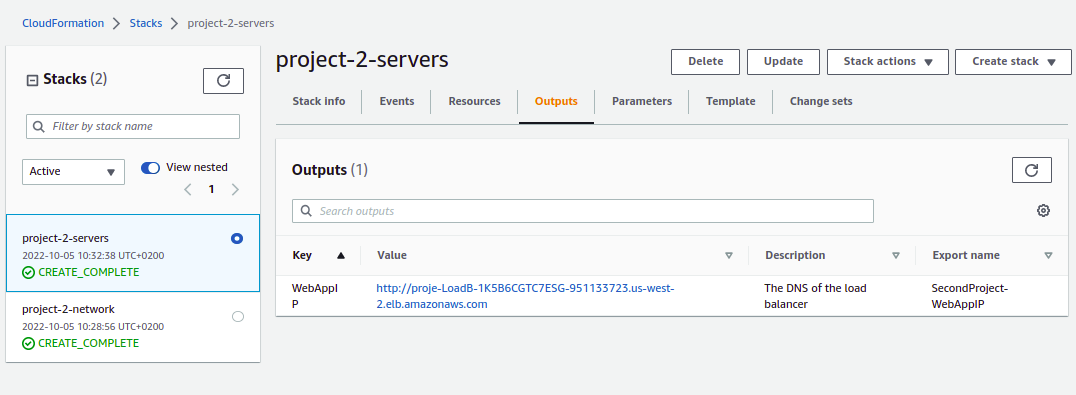 CloudFormation > Stacks > project-2-servers
Stacks (2)
Filter by stack name
Active
View nested
1
project-2-servers
2022-10-05 10:32:38 UTC+0200
CREATE_COMPLETE
project-2-network
2022-10-05 10:28:56 UTC+0200
CREATE_COMPLETE
project-2-servers
Delete
Update
Stack actions
Create stack
Stack info
Events
Resources
Outputs
Parameters
Template
Change sets
Outputs (1)
Search outputs
Key
Value
Description
Export name
WebAppI
P
http://proje-LoadB-1K5B6CGTC7ESG-951133723.us-west-
2.elb.amazonaws.com
The DNS of the load
balancer
SecondProject-
WebAppIP